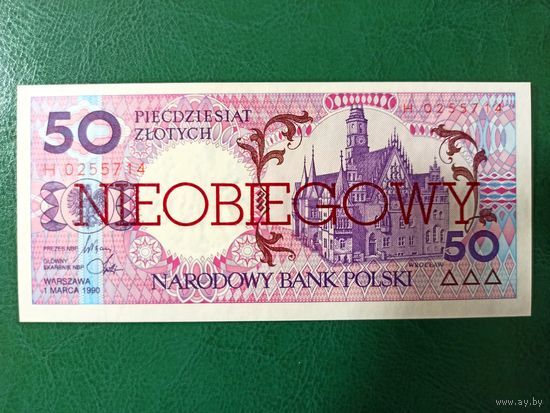 50
PIĘĆDZIESIĄT
ZŁOTYCH
H 0255714
H 0255714
NIEOBIEGOWY
PREZES NBP
GŁÓWNY
SKARBNIK NBP
WARSZAWA
1 MARCA 1990
NARODOWY BANK POLSKI
WROCŁAW
50
www.ay.by